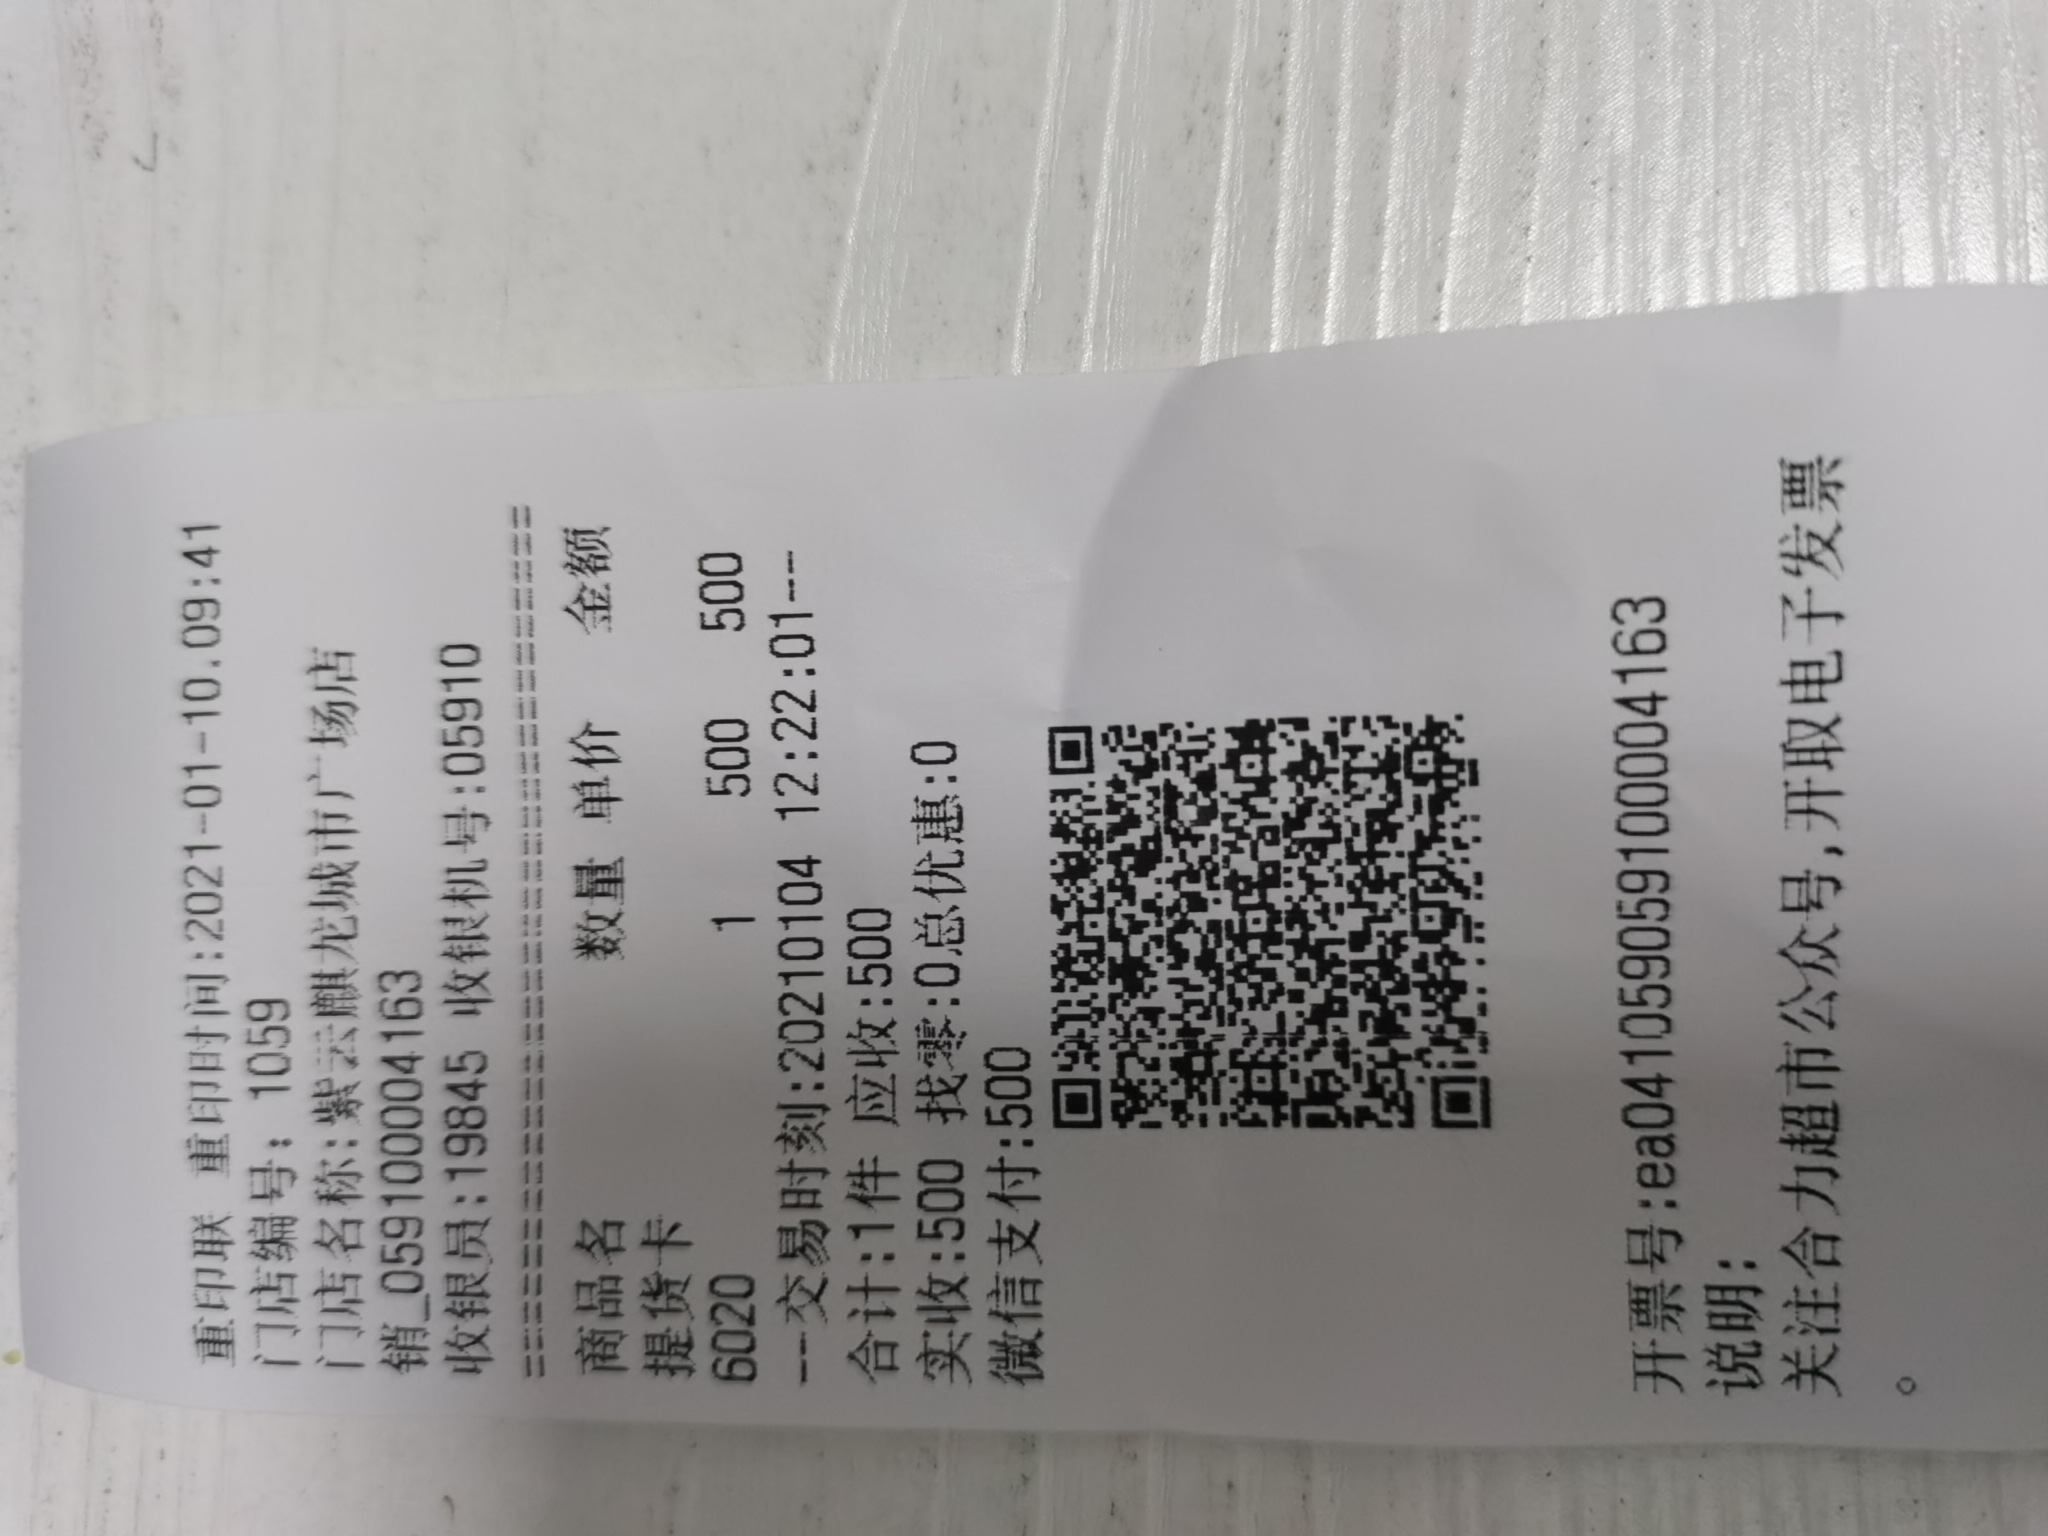 重印联 重印时间:2021-01-10.09:41
门店编号: 1059
门店名称:紫云麒龙城市广场店
销_059100004163
收银员:19845 收银机号:05910
==========================================
商品名 数量 单价 金额
提货卡
6020 1 500 500
--交易时刻:20210104 12:22:01---
合计:1件 应收:500
实收:500 找零:0总优惠:0
微信支付:500
开票号:ea041059059100004163
说明:
关注合力超市公众号,开取电子发票
。